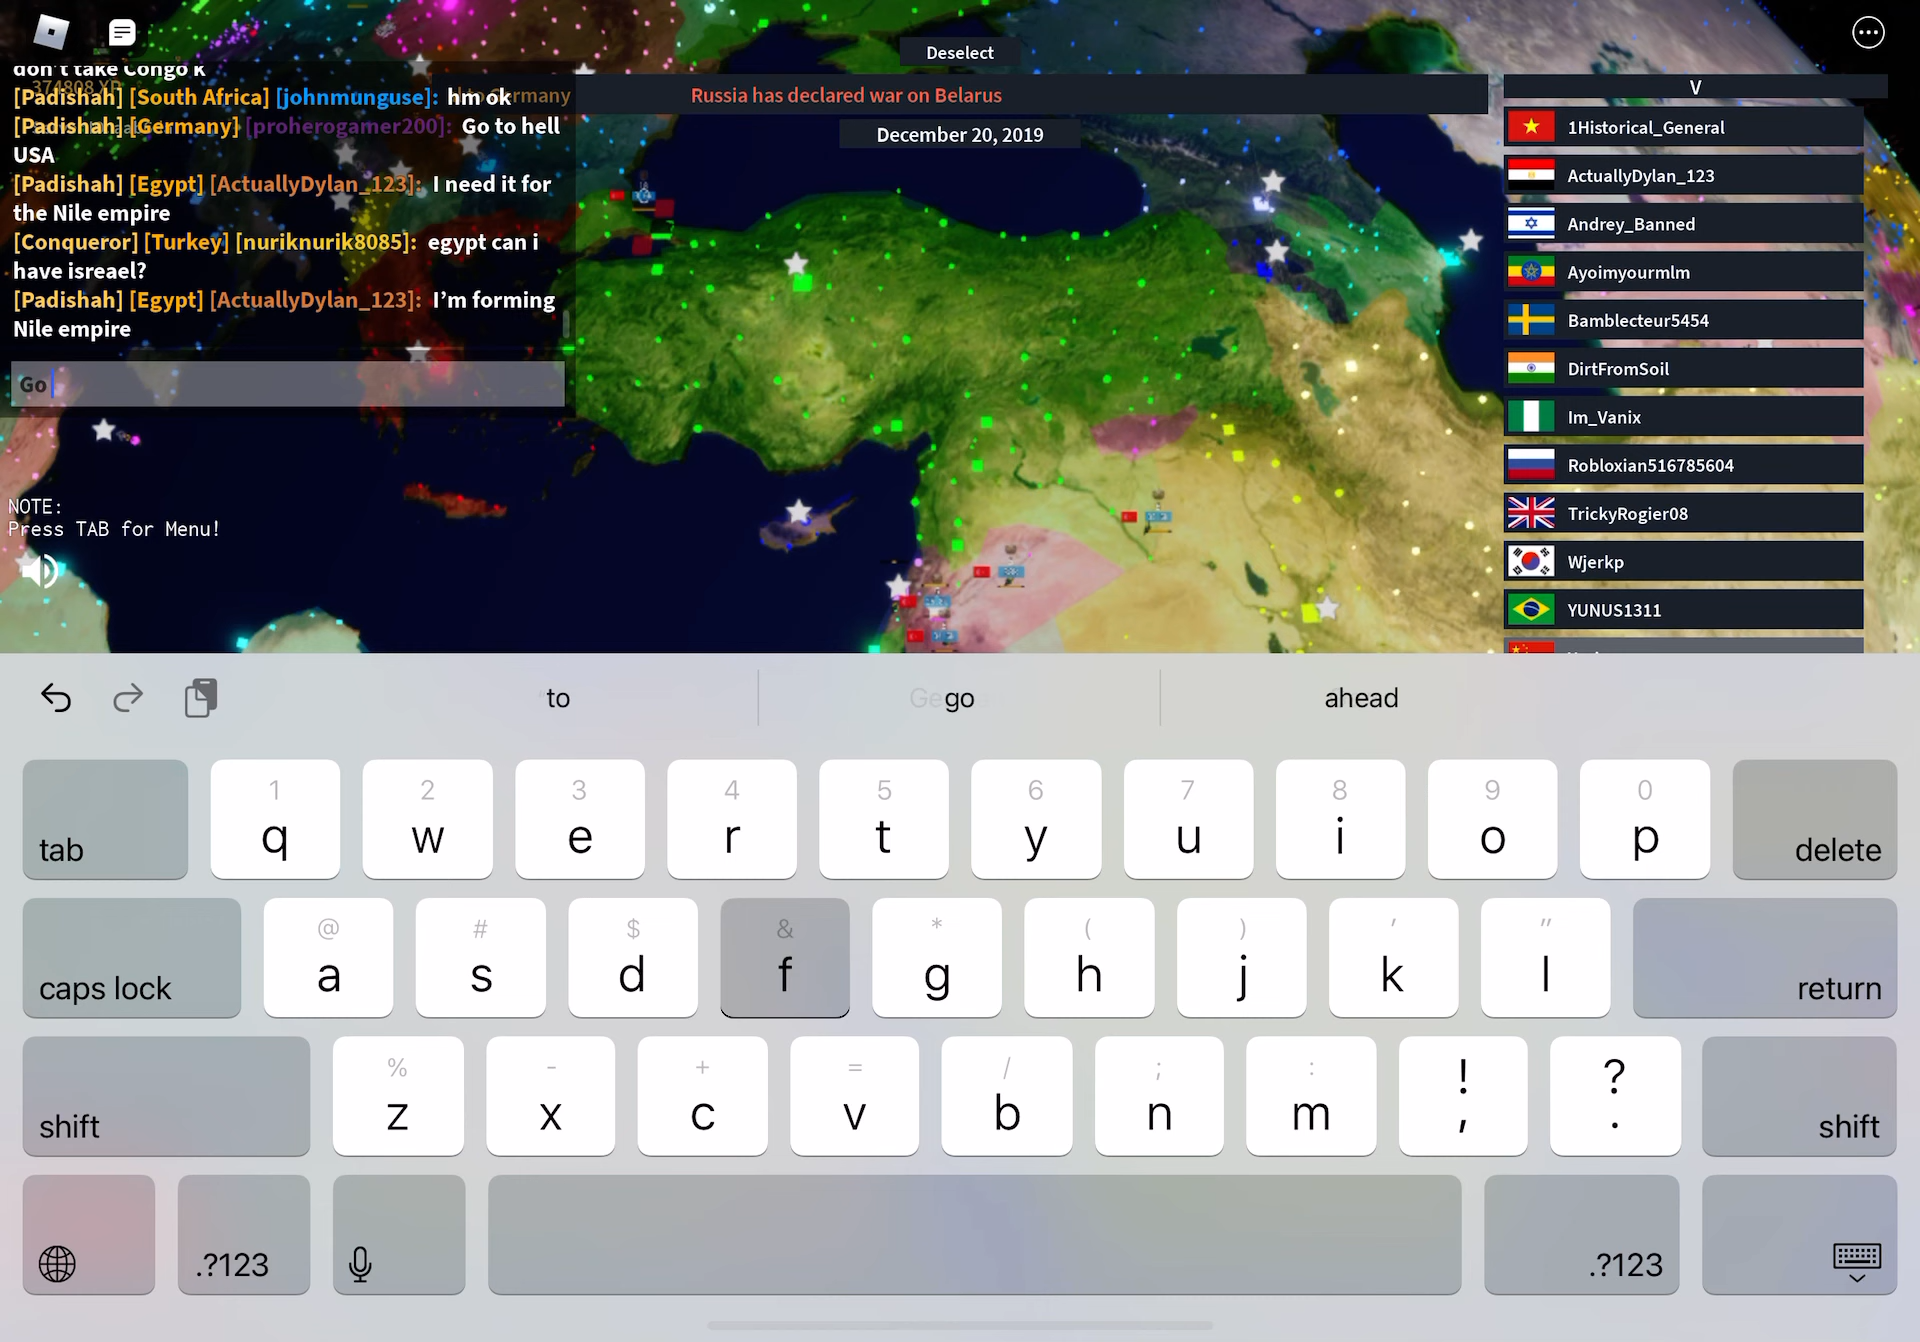 Deselect
don't take Congo k
[Padishah] [South Africa] [johnmunguse]: hm ok
Russia has declared war on Belarus
[Padishah] [Germany] [proherogamer200]: Go to hell
USA
December 20, 2019
[Padishah] [Egypt] [ActuallyDylan_123]: I need it for
the Nile empire
[Conqueror] [Turkey] [nuriknurik8085]: egypt can i
have isreael?
[Padishah] [Egypt] [ActuallyDylan_123]: I'm forming
Nile empire
Go
NOTE:
Press TAB for Menu!
V
1Historical_General
ActuallyDylan_123
Andrey_Banned
Ayoimyourmlm
Bamblecteur5454
DirtFromSoil
Im_Vanix
Robloxian516785604
TrickyRogier08
Wjerkp
YUNUS1311
to go ahead
1 2 3 4 5 6 7 8 9 0
tab q w e r t y u i o p delete
@ # $ & * ( ) ' "
caps lock a s d f g h j k l return
% - + = / ; : ! ?
shift z x c v b n m , . shift
.?123 .?123